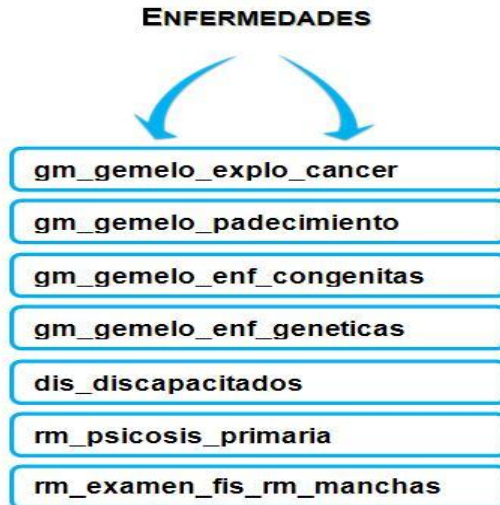 ENFERMEDADES
gm_gemelo_explo_cancer
gm_gemelo_padecimiento
gm_gemelo_enf_congenitas
gm_gemelo_enf_geneticas
dis_discapacitados
rm_psicosis_primaria
rm_examen_fis_rm_manchas